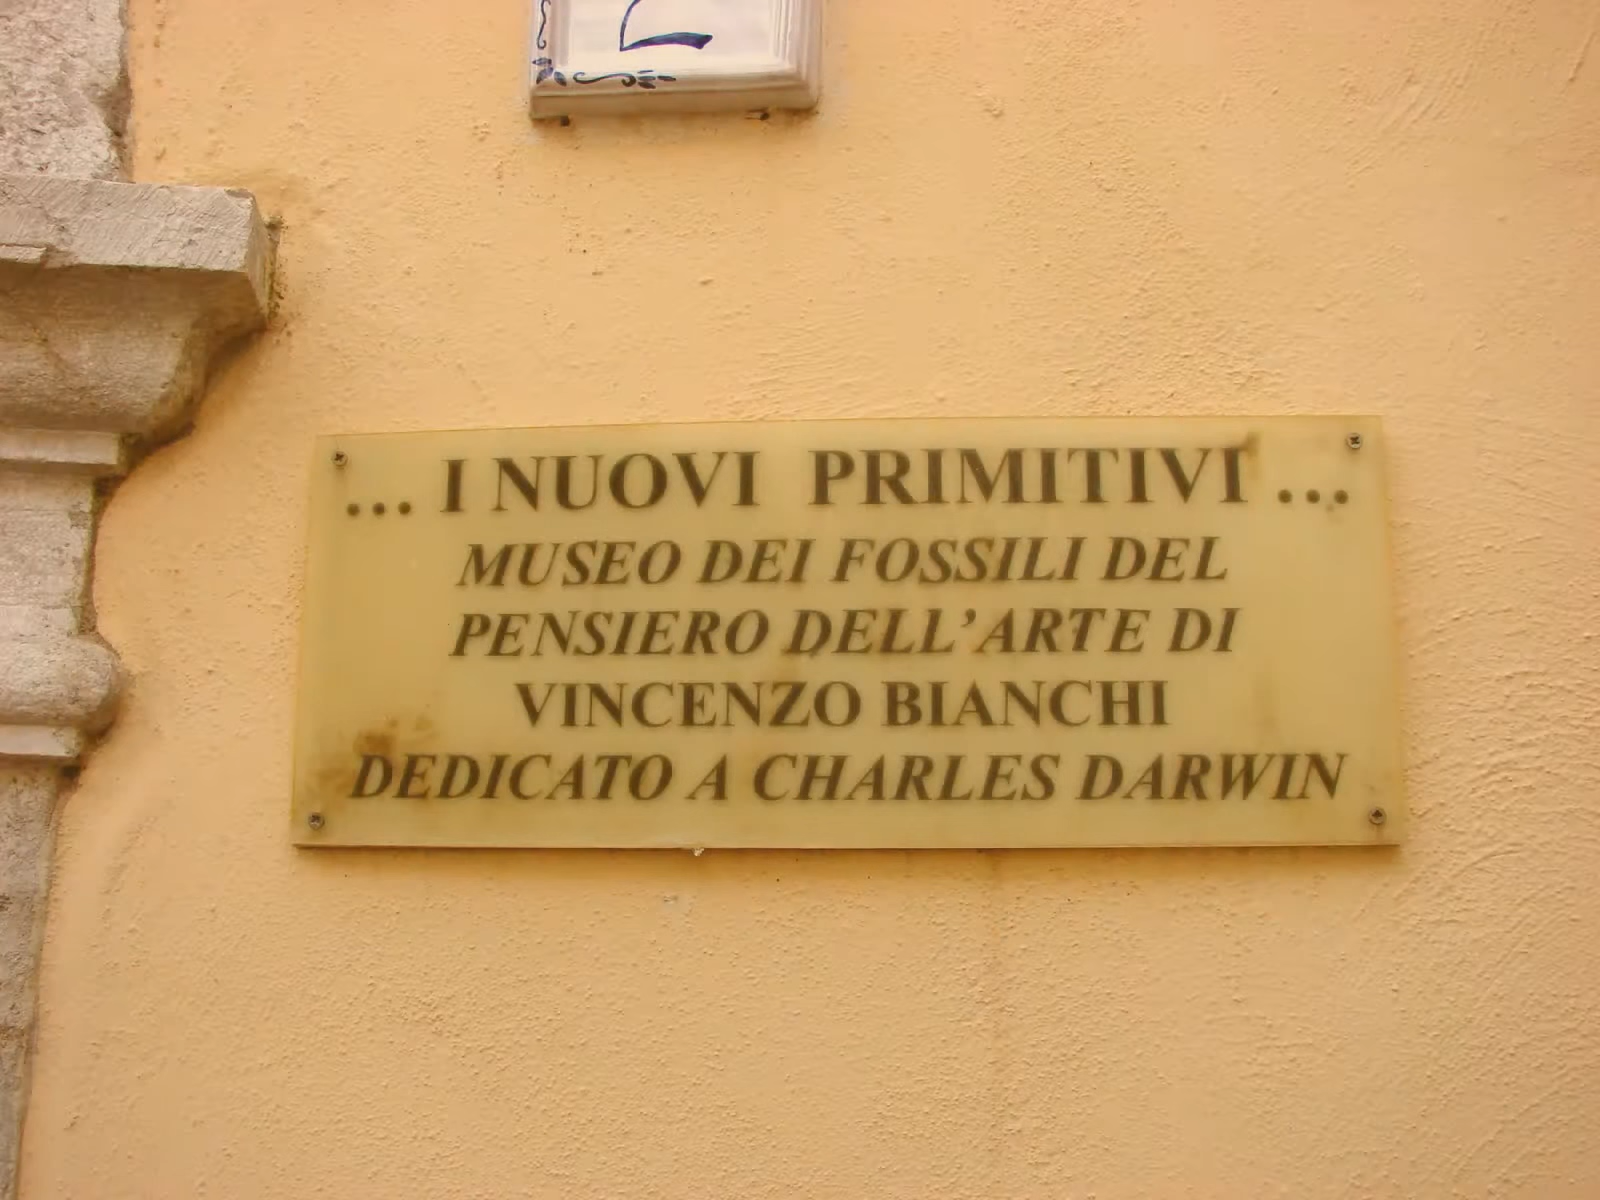 ... I NUOVI PRIMITIVI ...
MUSEO DEI FOSSILI DEL
PENSIERO DELL'ARTE DI
VINCENZO BIANCHI
DEDICATO A CHARLES DARWIN